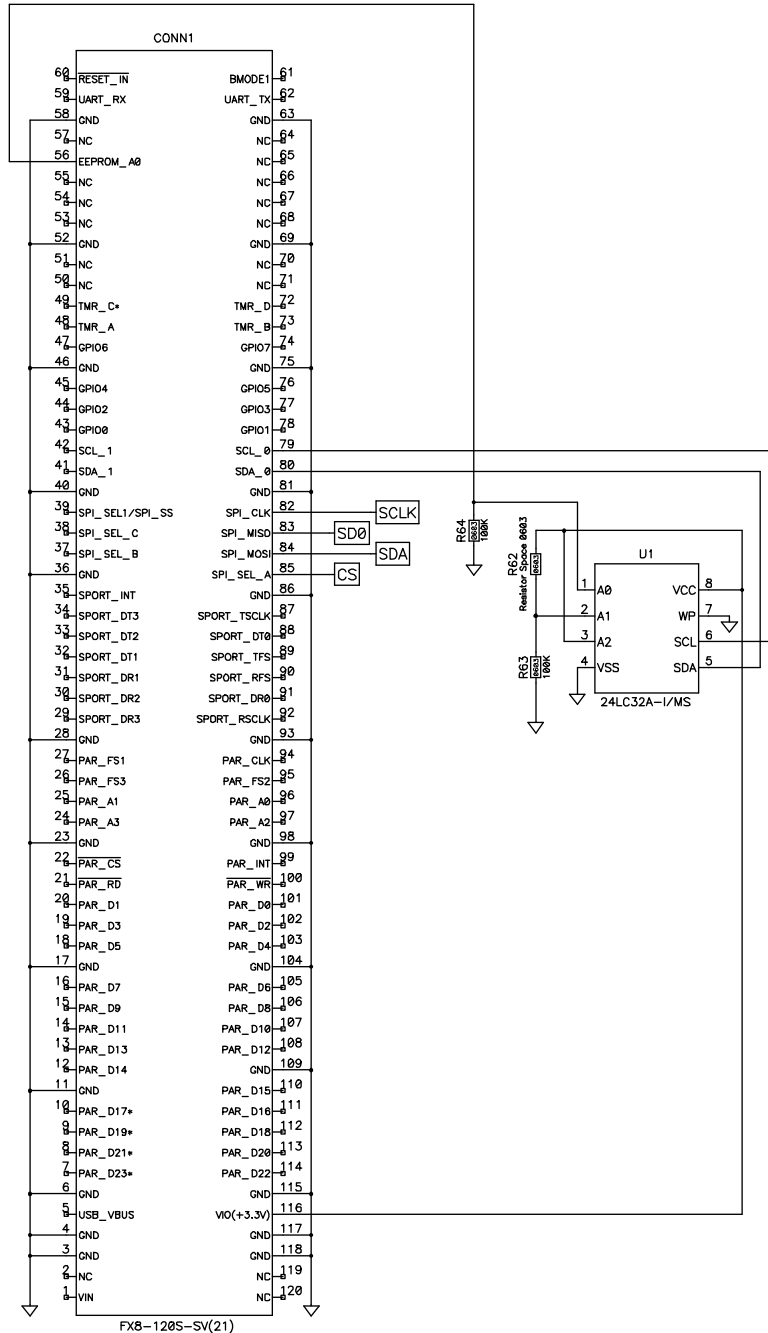 CONN1
60 RESET_IN BMODE1 61
59 UART_RX UART_TX 62
58 GND GND 63
57 NC NC 64
56 EEPROM_A0 NC 65
55 NC NC 66
54 NC NC 67
53 NC NC 68
52 GND GND 69
51 NC NC 70
50 NC NC 71
49 TMR_C* TMR_D 72
48 TMR_A TMR_B 73
47 GPIO6 GPIO7 74
46 GND GND 75
45 GPIO4 GPIO5 76
44 GPIO2 GPIO3 77
43 GPIO0 GPIO1 78
42 SCL_1 SCL_0 79
41 SDA_1 SDA_0 80
40 GND GND 81
39 SPI_SEL1/SPI_SS SPI_CLK 82 SCLK
38 SPI_SEL_C SPI_MISO 83 SD0
37 SPI_SEL_B SPI_MOSI 84 SDA
36 GND SPI_SEL_A 85 CS
35 SPORT_INT GND 86
34 SPORT_DT3 SPORT_TSCLK 87
33 SPORT_DT2 SPORT_DT0 88
32 SPORT_DT1 SPORT_TFS 89
31 SPORT_DR1 SPORT_RFS 90
30 SPORT_DR2 SPORT_DR0 91
29 SPORT_DR3 SPORT_RSCLK 92
28 GND GND 93
27 PAR_FS1 PAR_CLK 94
26 PAR_FS3 PAR_FS2 95
25 PAR_A1 PAR_A0 96
24 PAR_A3 PAR_A2 97
23 GND GND 98
22 PAR_CS PAR_INT 99
21 PAR_RD PAR_WR 100
20 PAR_D1 PAR_D0 101
19 PAR_D3 PAR_D2 102
18 PAR_D5 PAR_D4 103
17 GND GND 104
16 PAR_D7 PAR_D6 105
15 PAR_D9 PAR_D8 106
14 PAR_D11 PAR_D10 107
13 PAR_D13 PAR_D12 108
12 PAR_D14 GND 109
11 GND PAR_D15 110
10 PAR_D17* PAR_D16 111
9 PAR_D19* PAR_D18 112
8 PAR_D21* PAR_D20 113
7 PAR_D23* PAR_D22 114
6 GND GND 115
5 USB_VBUS VIO(+3.3V) 116
4 GND GND 117
3 GND GND 118
2 NC NC 119
1 VIN NC 120
FX8-120S-SV(21)
R64
0603
100K
R62
0603
Resistor Space 0603
R63
0603
100K
U1
1 A0 VCC 8
2 A1 WP 7
3 A2 SCL 6
4 VSS SDA 5
24LC32A-I/MS